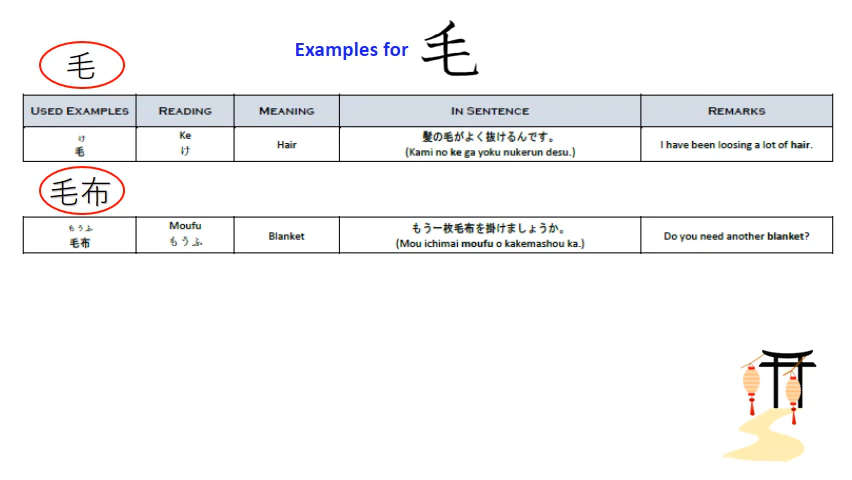 Examples for 毛
毛
USED EXAMPLES READING MEANING IN SENTENCE REMARKS
け
毛
Ke
け
Hair
髪の毛がよく抜けるんです。
(Kami no ke ga yoku nukerun desu.)
I have been loosing a lot of hair.
毛布
もうふ
毛布
Moufu
もうふ
Blanket
もう一枚毛布を掛けましょうか。
(Mou ichimai moufu o kakemashou ka.)
Do you need another blanket?